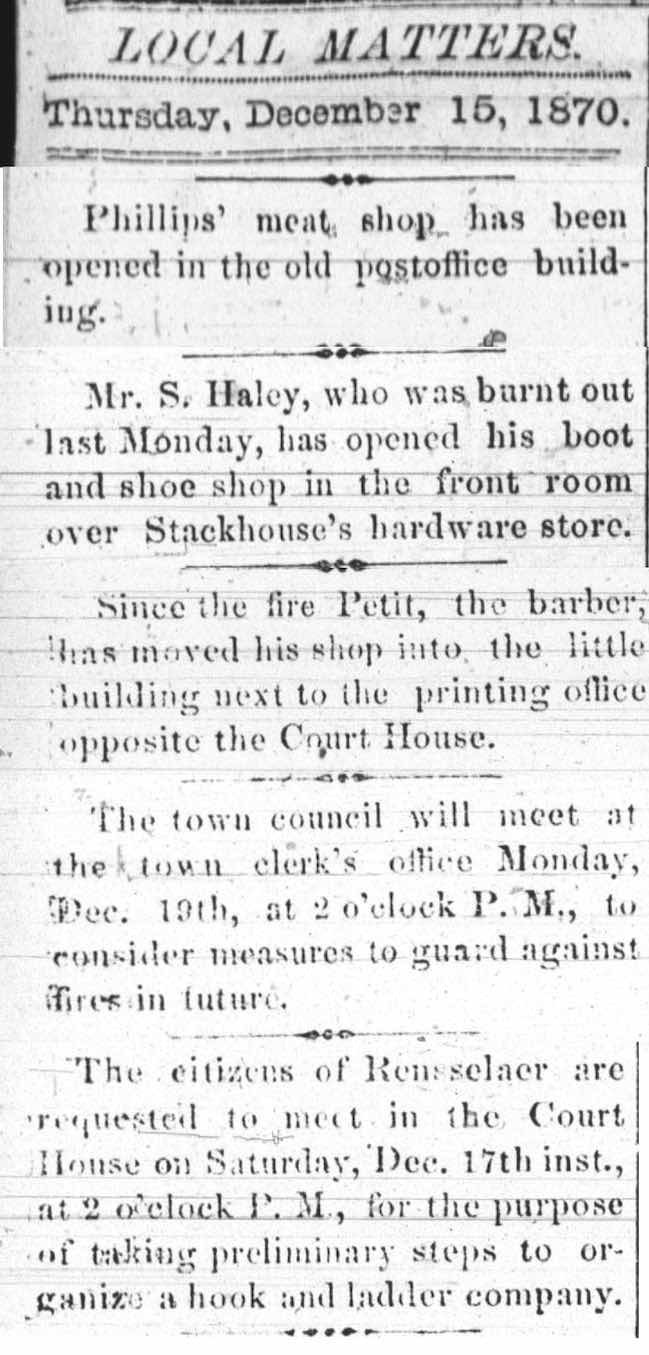 LOCAL MATTERS.
Thursday, December 15, 1870.
Phillips' meat shop has been
opened in the old postoffice build-
ing.
Mr. S. Haley, who was burnt out
last Monday, has opened his boot
and shoe shop in the front room
over Stackhouse's hardware store.
Since the fire Petit, the barber,
has moved his shop into the little
building next to the printing office
opposite the Court House.
The town council will meet at
the town clerk's office Monday,
Dec. 19th, at 2 o'clock P. M., to
consider measures to guard against
fires in future.
The citizens of Rensselaer are
requested to meet in the Court
House on Saturday, Dec. 17th inst.,
at 2 o'clock P. M., for the purpose
of taking preliminary steps to or-
ganize a hook and ladder company.